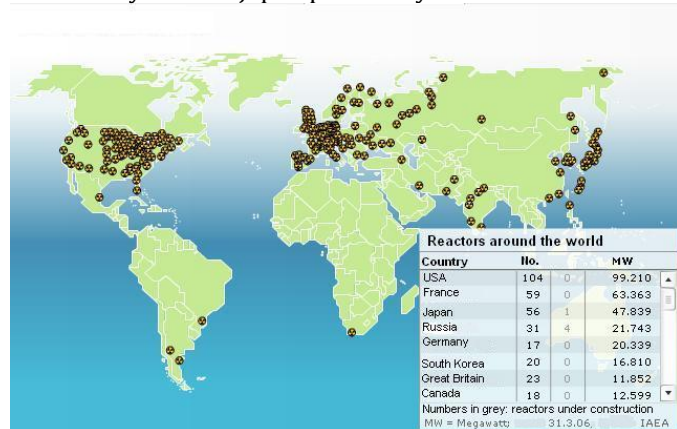 Reactors around the world
Country No. MW
USA 104 0 99.210
France 59 0 63.363
Japan 56 1 47.839
Russia 31 4 21.743
Germany 17 0 20.339
South Korea 20 0 16.810
Great Britain 23 0 11.852
Canada 18 0 12.599
Numbers in grey: reactors under construction
MW = Megawatt; 31.3.06, IAEA